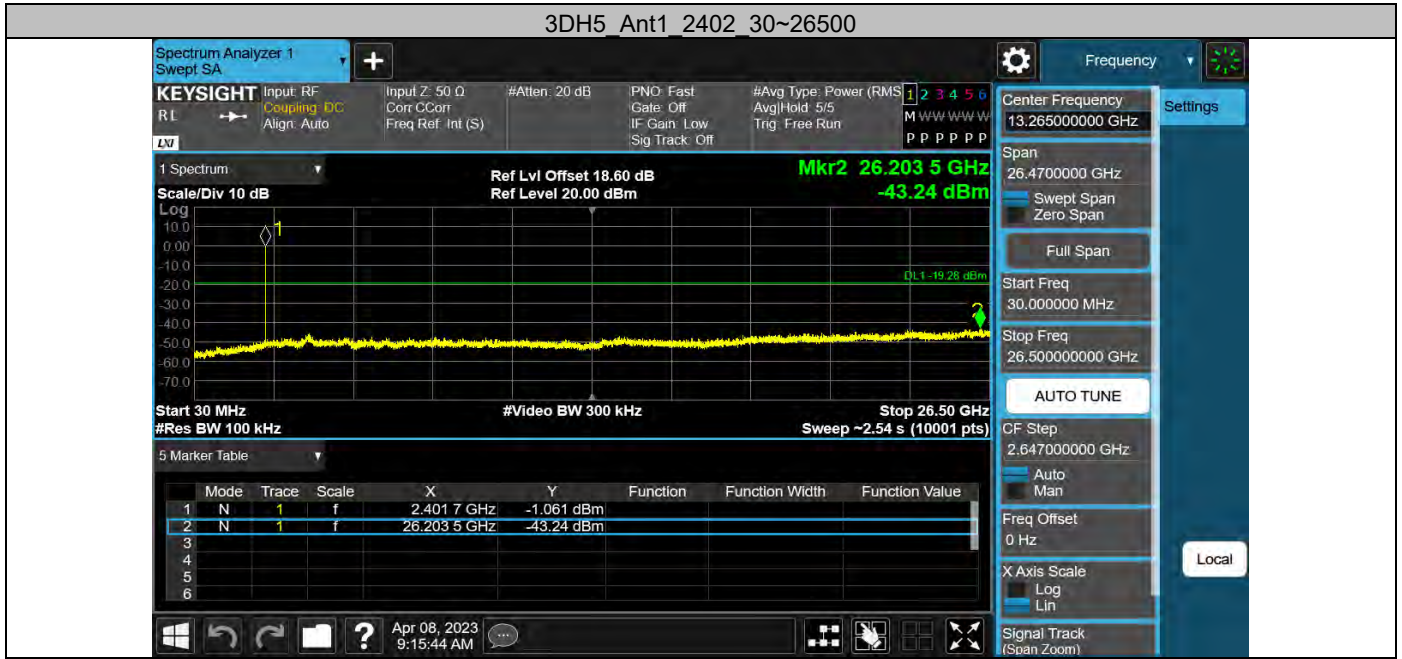 3DH5_Ant1_2402_30~26500
Spectrum Analyzer 1
Swept SA
+
Frequency
KEYSIGHT
RL
LXI
Input: RF
Coupling: DC
Align: Auto
Input Z: 50 Ω
Corr CCorr
Freq Ref: Int (S)
#Atten: 20 dB
PNO: Fast
Gate: Off
IF Gain: Low
Sig Track: Off
#Avg Type: Power (RMS
Avg|Hold: 5/5
Trig: Free Run
1 2 3 4 5 6
M W W W W W
P P P P P P
1 Spectrum
Scale/Div 10 dB
Ref Lvl Offset 18.60 dB
Ref Level 20.00 dBm
Mkr2 26.203 5 GHz
-43.24 dBm
Log
10.0
0.00
-10.0
-20.0
-30.0
-40.0
-50.0
-60.0
-70.0
1
DL1 -19.28 dBm
2
Start 30 MHz
#Res BW 100 kHz
#Video BW 300 kHz
Stop 26.50 GHz
Sweep ~2.54 s (10001 pts)
5 Marker Table
Mode Trace Scale X Y Function Function Width Function Value
1 N 1 f 2.401 7 GHz -1.061 dBm
2 N 1 f 26.203 5 GHz -43.24 dBm
3
4
5
6
?
Apr 08, 2023
9:15:44 AM
Center Frequency
13.265000000 GHz
Settings
Span
26.4700000 GHz
Swept Span
Zero Span
Full Span
Start Freq
30.000000 MHz
Stop Freq
26.500000000 GHz
AUTO TUNE
CF Step
2.647000000 GHz
Auto
Man
Freq Offset
0 Hz
Local
X Axis Scale
Log
Lin
Signal Track
(Span Zoom)